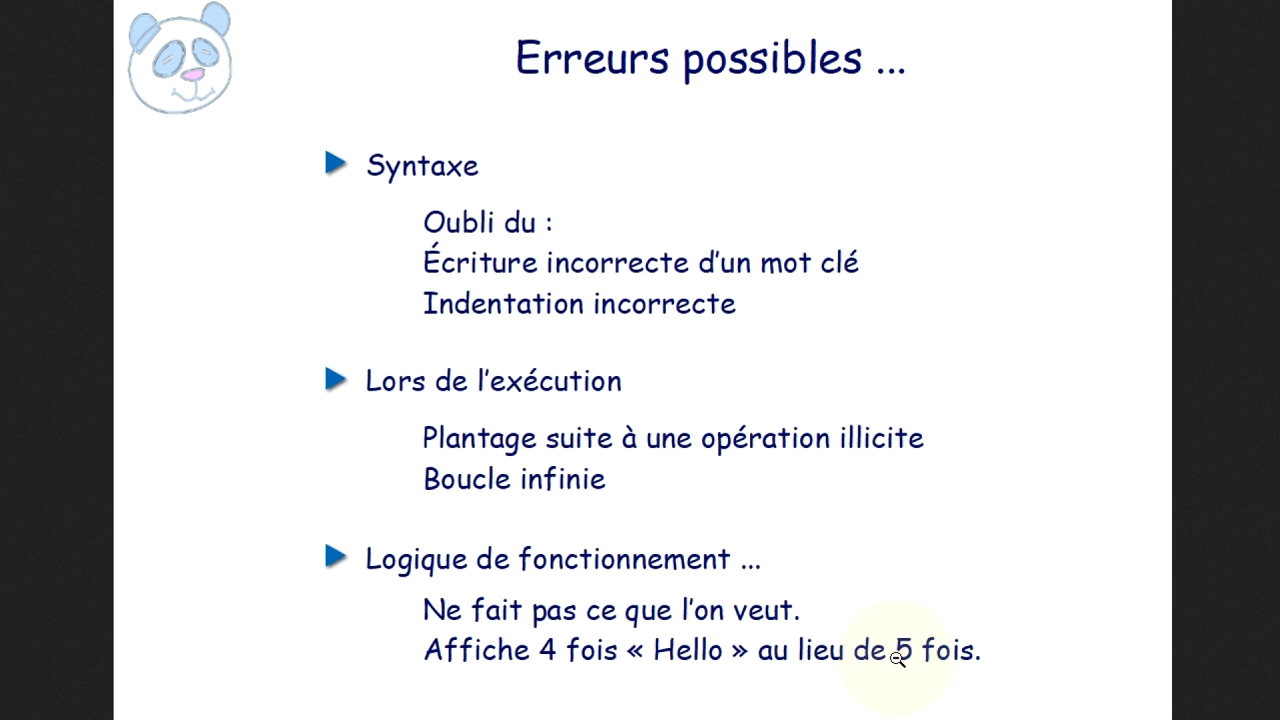 Erreurs possibles ...
Syntaxe
Oubli du :
Écriture incorrecte d'un mot clé
Indentation incorrecte
Lors de l'exécution
Plantage suite à une opération illicite
Boucle infinie
Logique de fonctionnement ...
Ne fait pas ce que l'on veut.
Affiche 4 fois « Hello » au lieu de 5 fois.